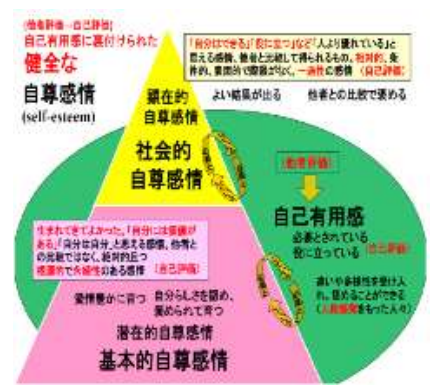 (他者評価→自己評価)
自己有用感に裏付けられた
健全な
自尊感情
(self-esteem)
「自分はできる」「役に立つ」など「人より優れている」と
思える感情、他者と比較して得られるもの、相対的、条
件的、表面的で際限がなく、一過性の感情 (自己評価)
顕在的
自尊感情
よい結果が出る 他者との比較で褒める
社会的
自尊感情
(他者評価)
自己有用感
必要とされている
役に立っている (自己評価)
生まれてきてよかった。「自分には価値が
ある」「自分は自分」と思える感情、他者と
の比較ではなく、絶対的且つ
根源的で永続性のある感情 (自己評価)
違いや多様性を受け入
れ、認めることができる
をもった人々)
愛情豊かに育つ
自分らしさを認め、
褒められて育つ
潜在的自尊感情
基本的自尊感情